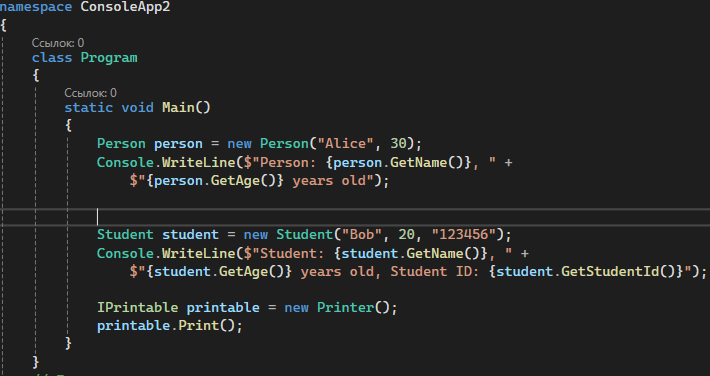 namespace ConsoleApp2
{
Ссылок: 0
class Program
{
Ссылок: 0
static void Main()
{
Person person = new Person("Alice", 30);
Console.WriteLine($"Person: {person.GetName()}, " +
$"{person.GetAge()} years old");
Student student = new Student("Bob", 20, "123456");
Console.WriteLine($"Student: {student.GetName()}, " +
$"{student.GetAge()} years old, Student ID: {student.GetStudentId()}");
IPrintable printable = new Printer();
printable.Print();
}
}
//